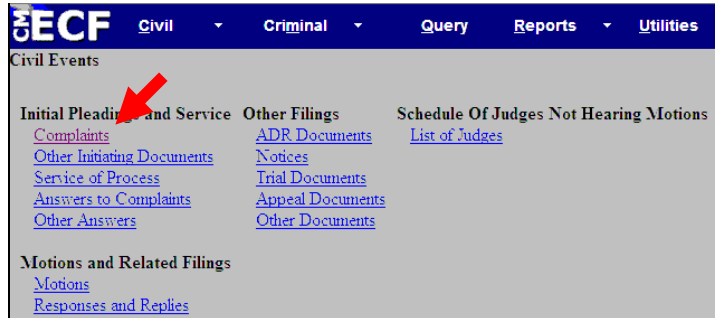 CM ECF Civil Criminal Query Reports Utilities
Civil Events
Initial Pleadings and Service Other Filings Schedule Of Judges Not Hearing Motions
Complaints ADR Documents List of Judges
Other Initiating Documents Notices
Service of Process Trial Documents
Answers to Complaints Appeal Documents
Other Answers Other Documents
Motions and Related Filings
Motions
Responses and Replies